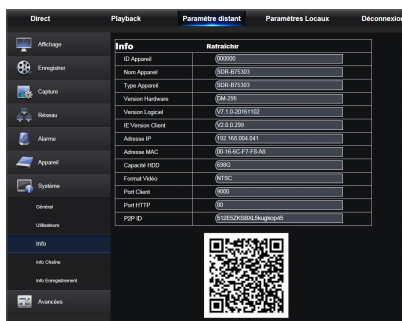 Direct
Playback
Paramètre distant
Paramètres Locaux
Déconnexion
Affichage
Enregistrer
Capture
Réseau
Alarme
Appareil
Système
Général
Utilisateurs
Info
Info Chaîne
Info Enregistrement
Avancées
Info Rafraichir
ID Appareil 000000
Nom Appareil SDR-B75303
Type Appareil SDR-B75303
Version Hardware DM-295
Version Logiciel V7.1.0-20161102
IE Version Client V2.0.0.299
Adresse IP 192.168.004.041
Adresse MAC 00-16-6C-F7-F8-A8
Capacité HDD 698G
Format Vidéo NTSC
Port Client 9000
Port HTTP 80
P2P ID